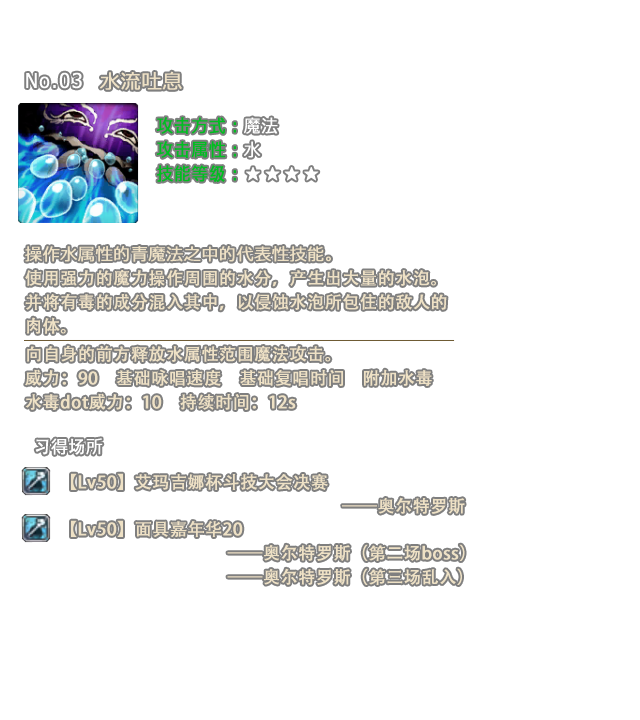 No.03 水流吐息
攻击方式：魔法
攻击属性：水
技能等级：☆☆☆☆
操作水属性的青魔法之中的代表性技能。
使用强力的魔力操作周围的水分，产生出大量的水泡。
并将有毒的成分混入其中，以侵蚀水泡所包住的敌人的
肉体。
向自身的前方释放水属性范围魔法攻击。
威力：90 基础咏唱速度 基础复唱时间 附加水毒
水毒dot威力：10 持续时间：12s
习得场所
【Lv50】艾玛吉娜杯斗技大会决赛
——奥尔特罗斯
【Lv50】面具嘉年华20
——奥尔特罗斯（第二场boss）
——奥尔特罗斯（第三场乱入）